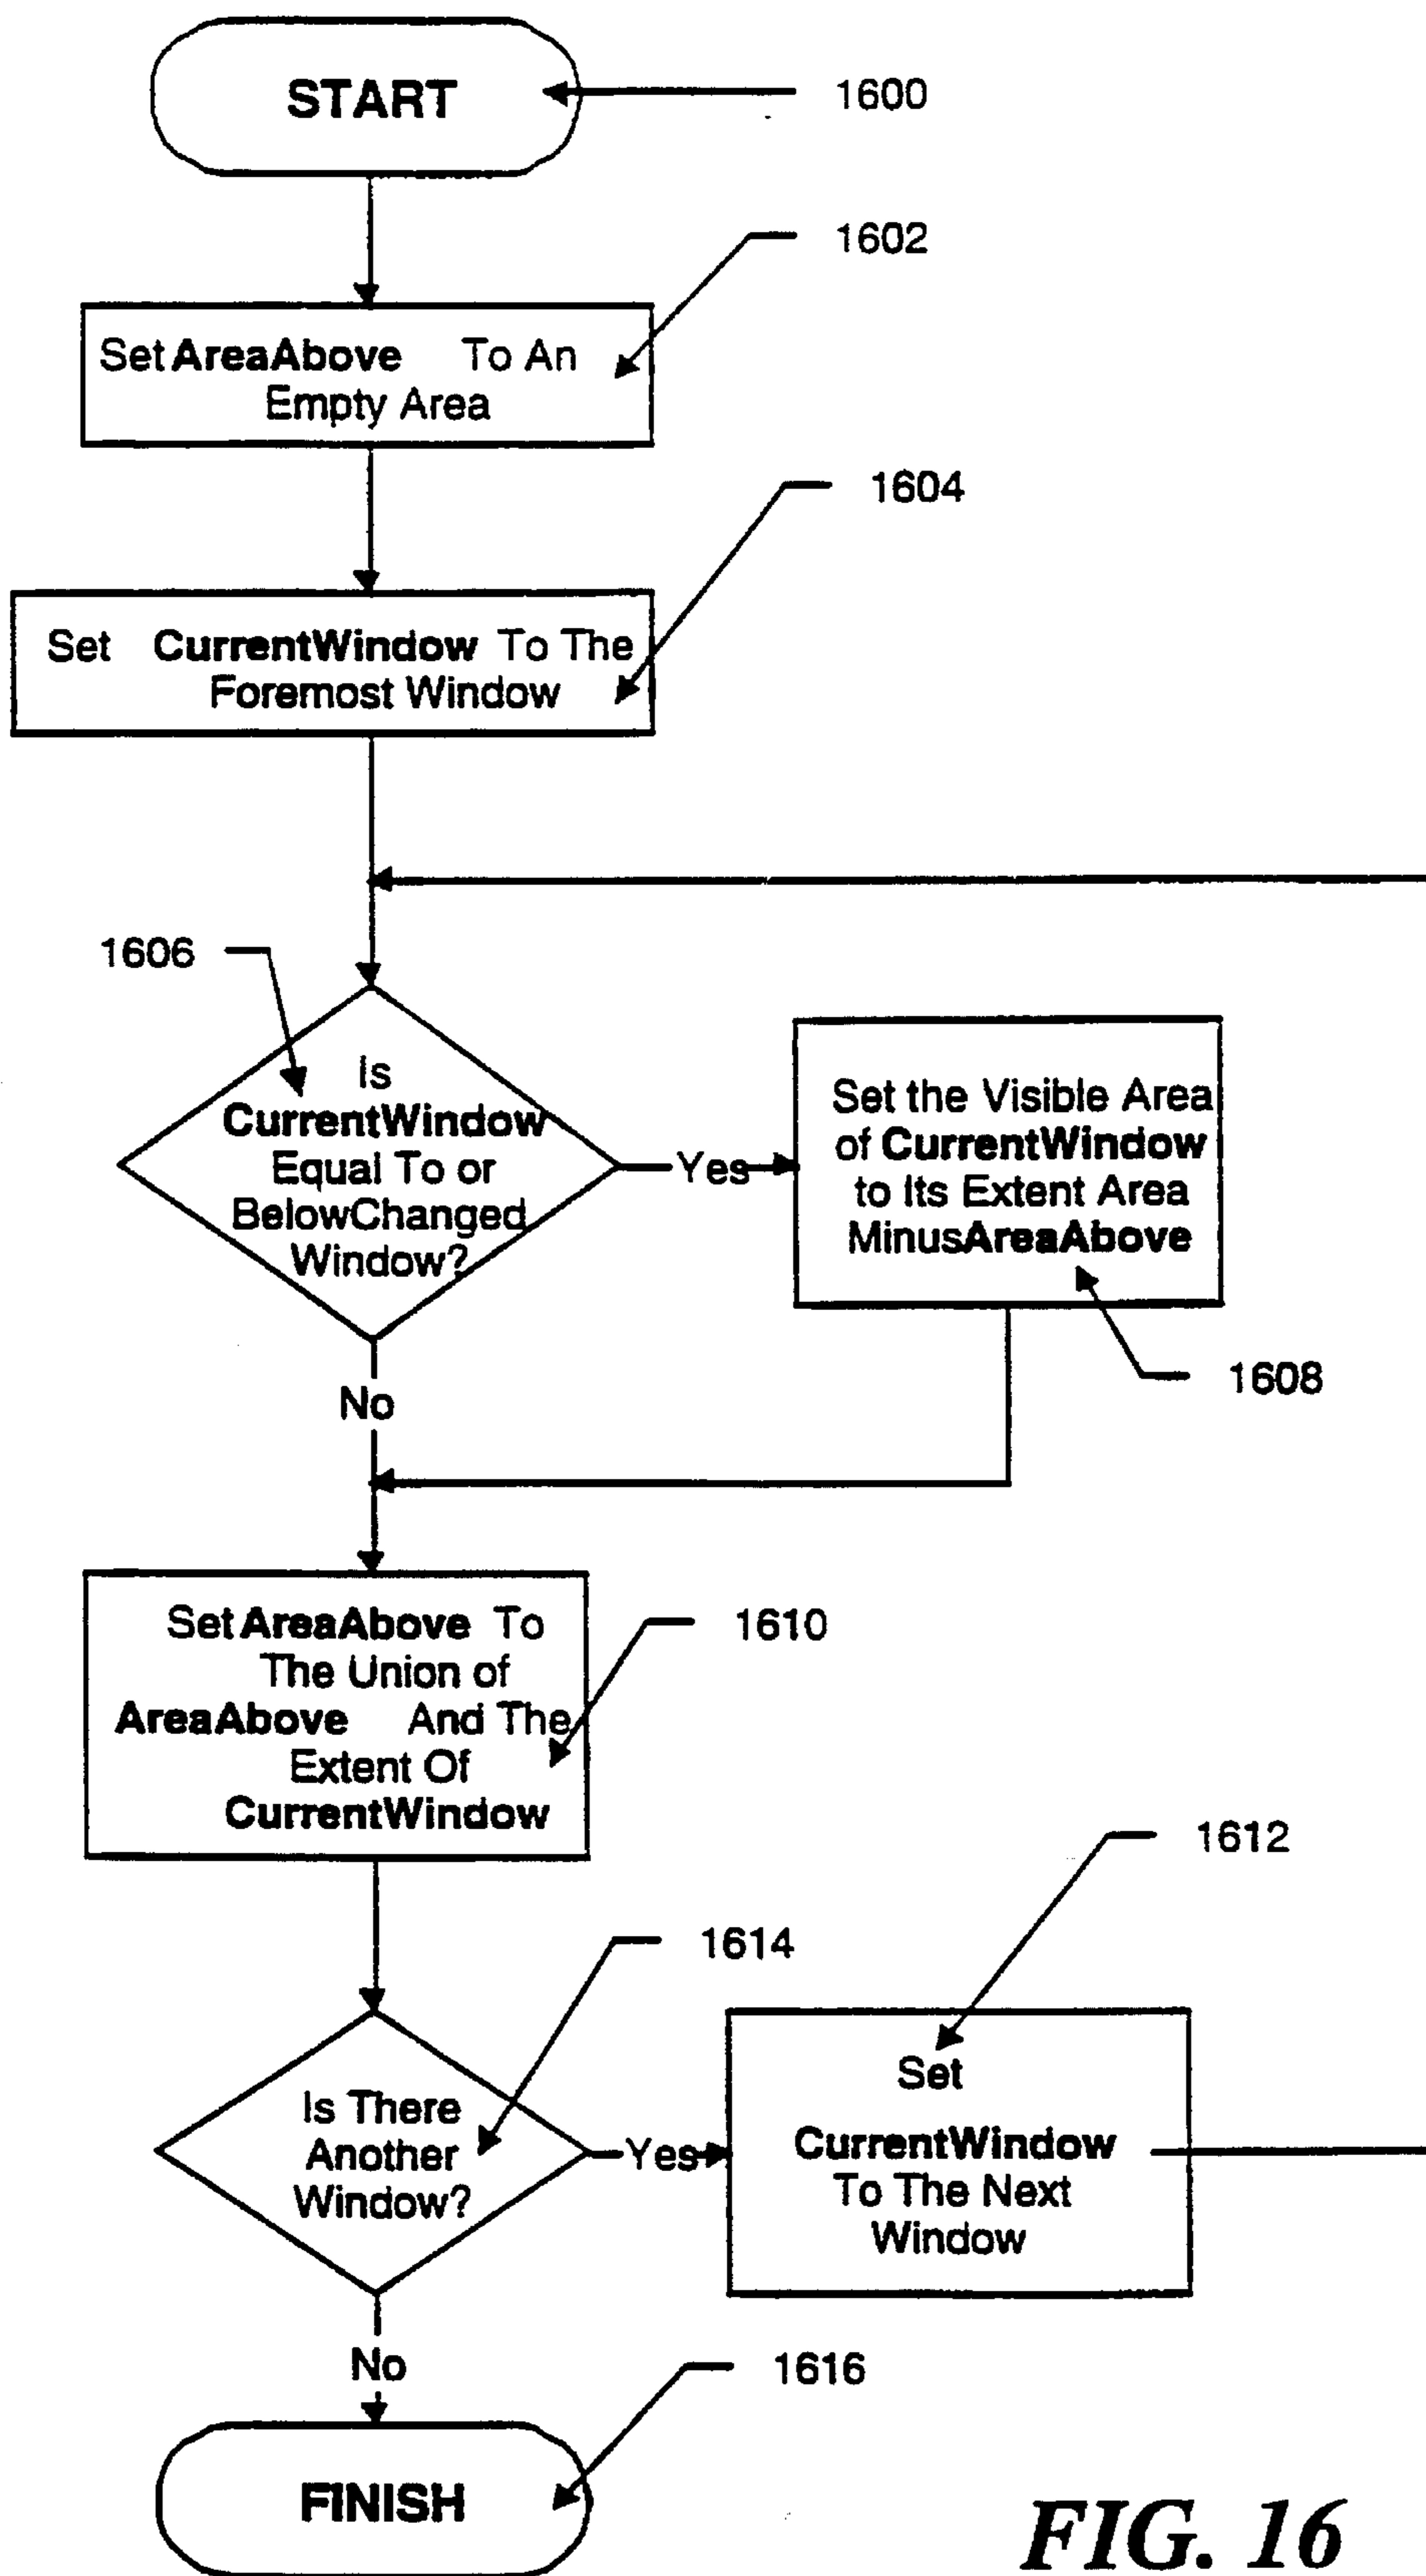 START
1600
1602
Set AreaAbove To An
Empty Area
1604
Set CurrentWindow To The
Foremost Window
1606
Is
CurrentWindow
Equal To or
BelowChanged
Window?
Yes
Set the Visible Area
of CurrentWindow
to Its Extent Area
MinusAreaAbove
1608
No
Set AreaAbove To
The Union of
AreaAbove And The
Extent Of
CurrentWindow
1610
1612
1614
Is There
Another
Window?
Yes
Set
CurrentWindow
To The Next
Window
No
1616
FINISH
FIG. 16